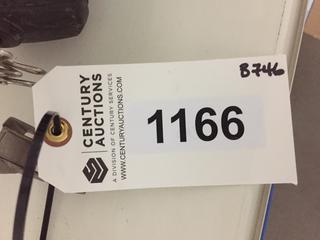 B746
CENTURY
AUCTIONS
A DIVISION OF CENTURY SERVICES
WWW.CENTURYAUCTIONS.COM
1166